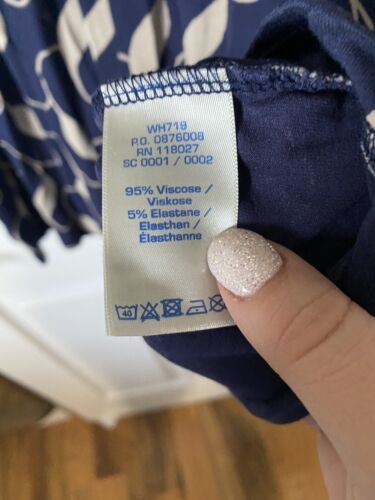 WH719
P.O. 0876008
RN 118027
SC 0001 / 0002
95% Viscose /
Viskose
5% Elastane /
Elasthan /
Élasthanne
40